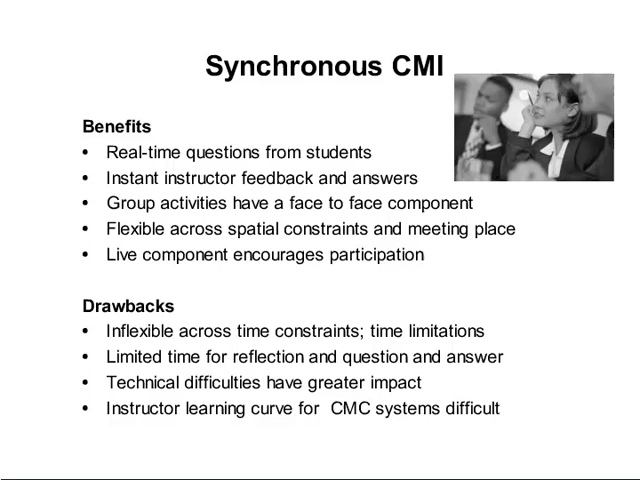 Synchronous CMI
Benefits
• Real-time questions from students
• Instant instructor feedback and answers
• Group activities have a face to face component
• Flexible across spatial constraints and meeting place
• Live component encourages participation
Drawbacks
• Inflexible across time constraints; time limitations
• Limited time for reflection and question and answer
• Technical difficulties have greater impact
• Instructor learning curve for  CMC systems difficult